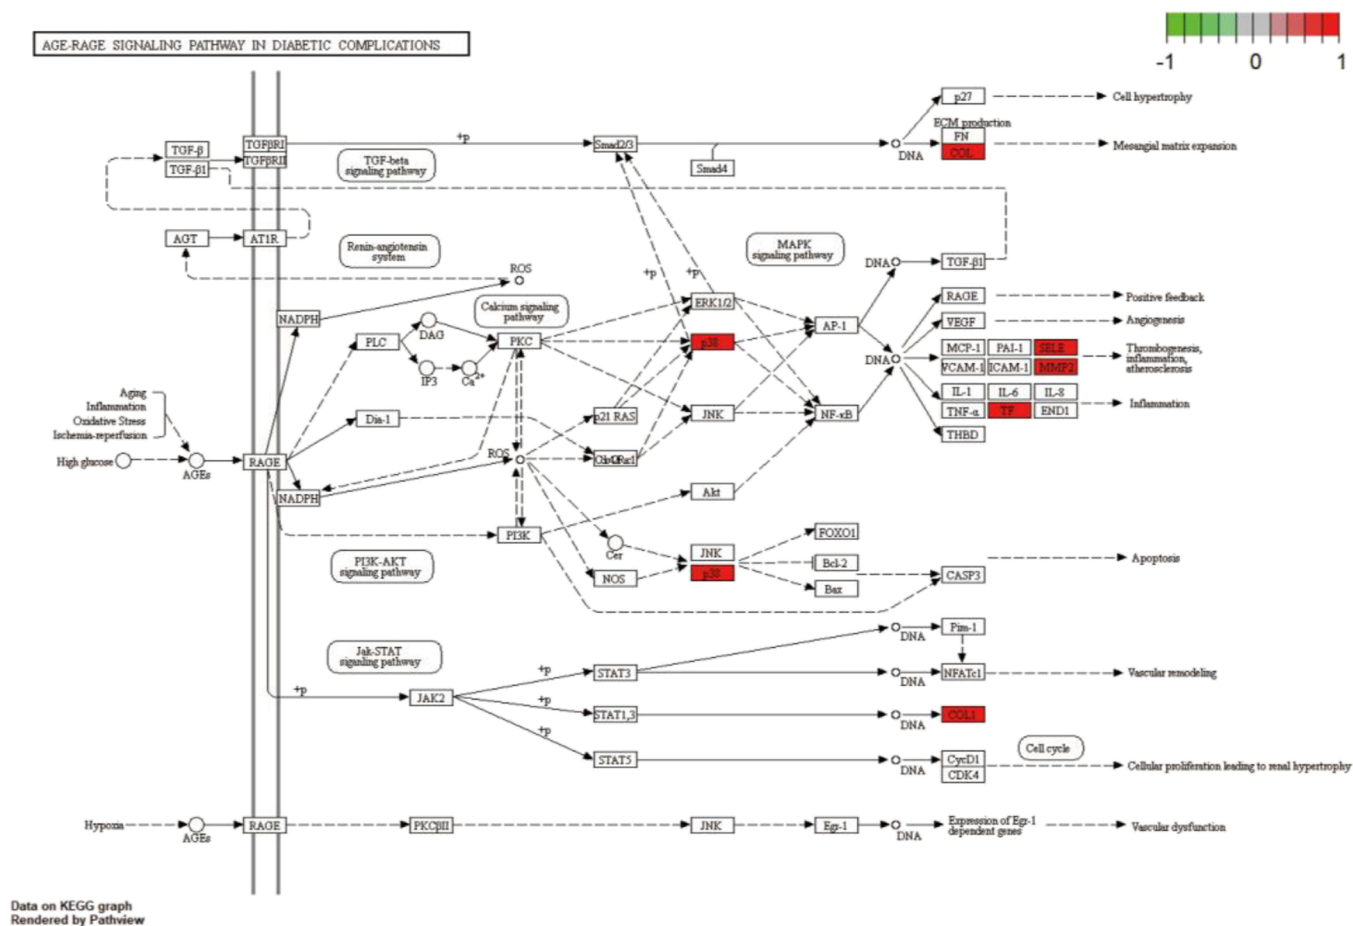 AGE-RAGE SIGNALING PATHWAY IN DIABETIC COMPLICATIONS
-1 0 1
p27
Cell hypertrophy
ECM production
FN
COL
Mesangial matrix expansion
DNA
TGF-β
TGF-β1
TGFβRI
TGFβRII
+p
TGF-beta
signaling pathway
Smad2/3
Smad4
AGT
AT1R
Renin-angiotensin
system
ROS
MAPK
signaling pathway
+p
+p
DNA
TGF-β1
NADPH
Calcium signaling
pathway
ERK1/2
AP-1
RAGE
Positive feedback
VEGF
Angiogenesis
PLC
DAG
IP3
Ca2+
PKC
p38
DNA
MCP-1 PAI-1 SELE
VCAM-1 ICAM-1 MMP2
Thrombogenesis,
inflammation,
atherosclerosis
Aging
Inflammation
Oxidative Stress
Ischemia-reperfusion
Dia-1
p21 RAS
JNK
NF-κB
IL-1 IL-6 IL-8
TNF-α TF END1
Inflammation
THBD
High glucose
AGEs
RAGE
ROS
NADPH
Akt
PI3K
PI3K-AKT
signaling pathway
Cer
NOS
JNK
p38
FOXO1
Bcl-2
Bax
CASP3
Apoptosis
Jak-STAT
signaling pathway
+p
JAK2
+p
STAT3
DNA
Pim-1
DNA
NFATc1
Vascular remodeling
+p
STAT1,3
DNA
COL1
+p
STAT5
DNA
CycD1
CDK4
Cell cycle
Cellular proliferation leading to renal hypertrophy
Hypoxia
AGEs
RAGE
PKCβII
JNK
Egr-1
DNA
Expression of Egr-1
dependent genes
Vascular dysfunction
Data on KEGG graph
Rendered by Pathview